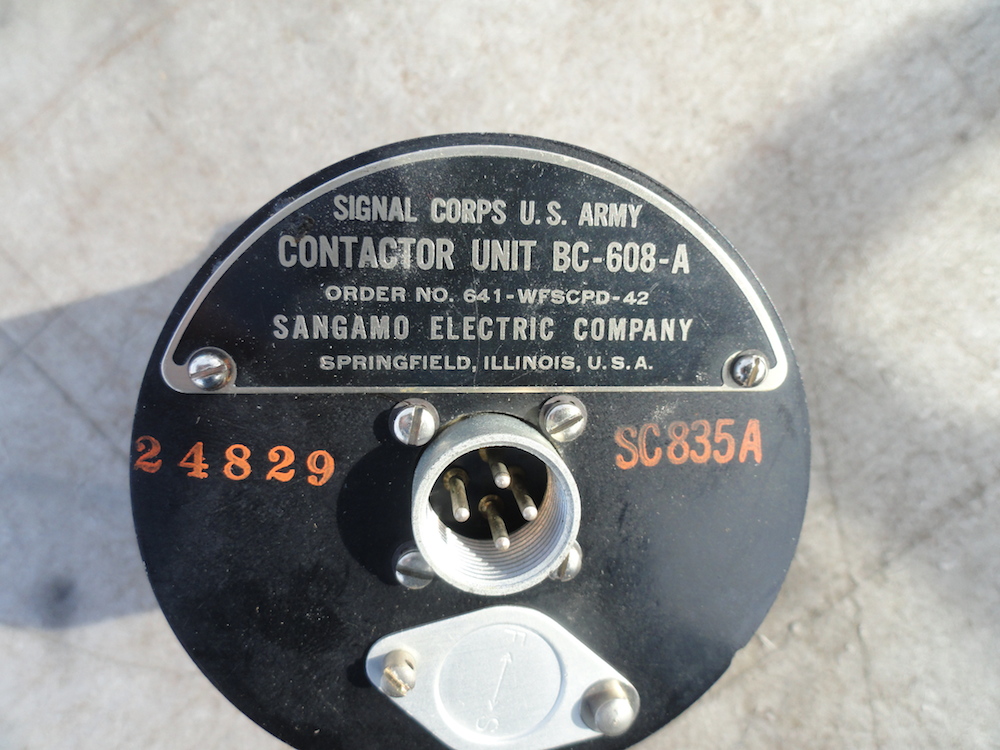 SIGNAL CORPS U.S. ARMY
CONTACTOR UNIT BC-608-A
ORDER NO. 641-WFSCPD-42
SANGAMO ELECTRIC COMPANY
SPRINGFIELD, ILLINOIS, U.S.A.
24829
SC835A
F
S